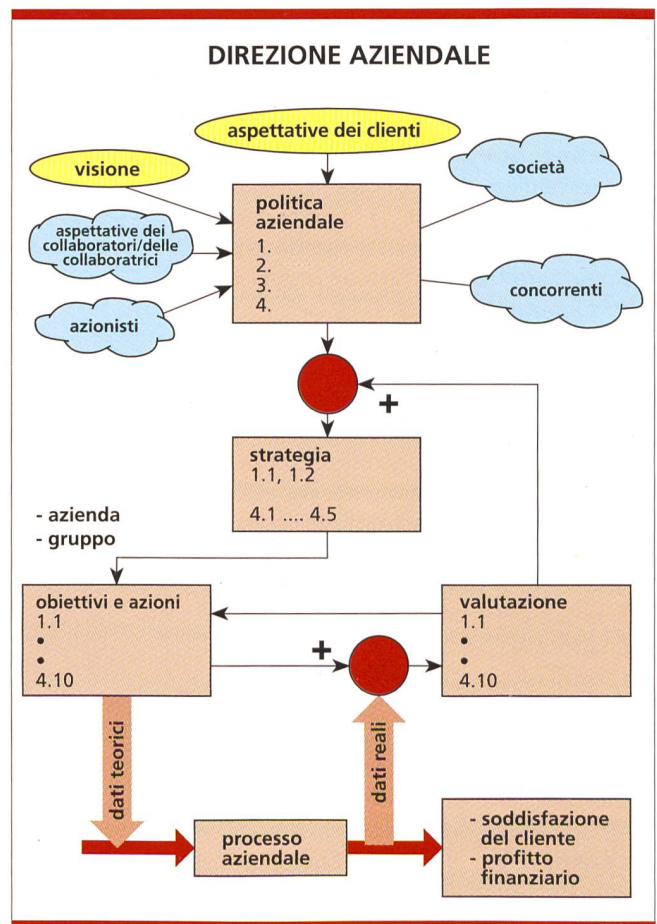 DIREZIONE AZIENDALE
aspettative dei clienti
visione
società
politica
aziendale
1.
2.
3.
4.
aspettative dei
collaboratori/delle
collaboratrici
azionisti
concorrenti
+
strategia
1.1, 1.2
4.1 .... 4.5
- azienda
- gruppo
obiettivi e azioni
1.1
•
•
4.10
+
valutazione
1.1
•
•
4.10
dati teorici
dati reali
processo
aziendale
- soddisfazione
del cliente
- profitto
finanziario